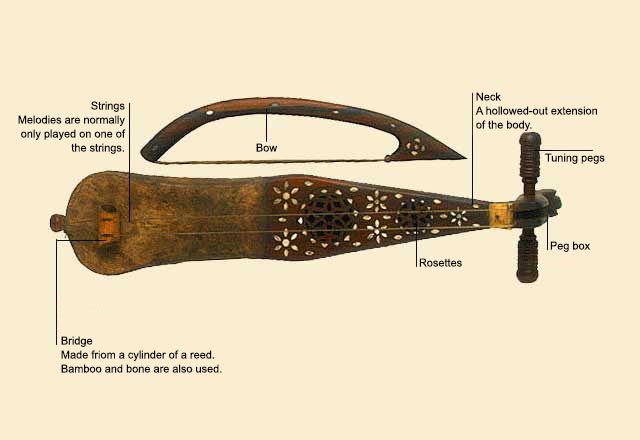 Strings
Melodies are normally
only played on one of
the strings.
Bow
Neck
A hollowed-out extension
of the body.
Tuning pegs
Peg box
Rosettes
Bridge
Made friom a cylinder of a reed.
Bamboo and bone are also used.